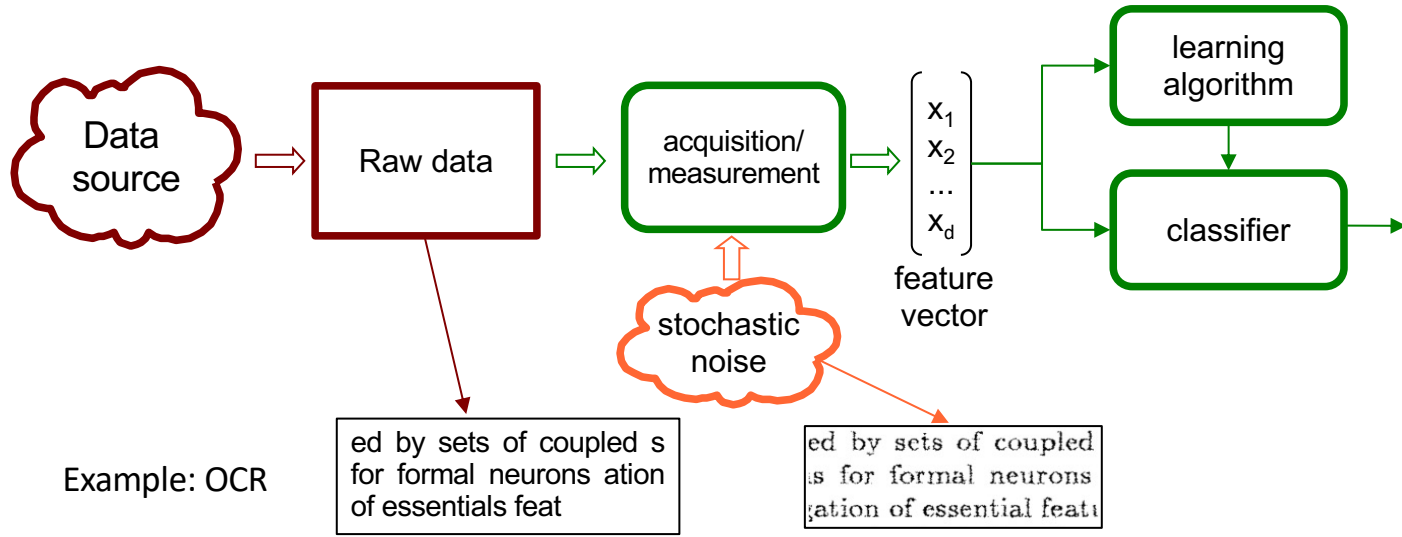 Data
source
Raw data
acquisition/
measurement
x1
x2
...
xd
feature
vector
learning
algorithm
classifier
stochastic
noise
Example: OCR
ed by sets of coupled s
for formal neurons ation
of essentials feat
ed by sets of coupled
s for formal neurons
gation of essential featu